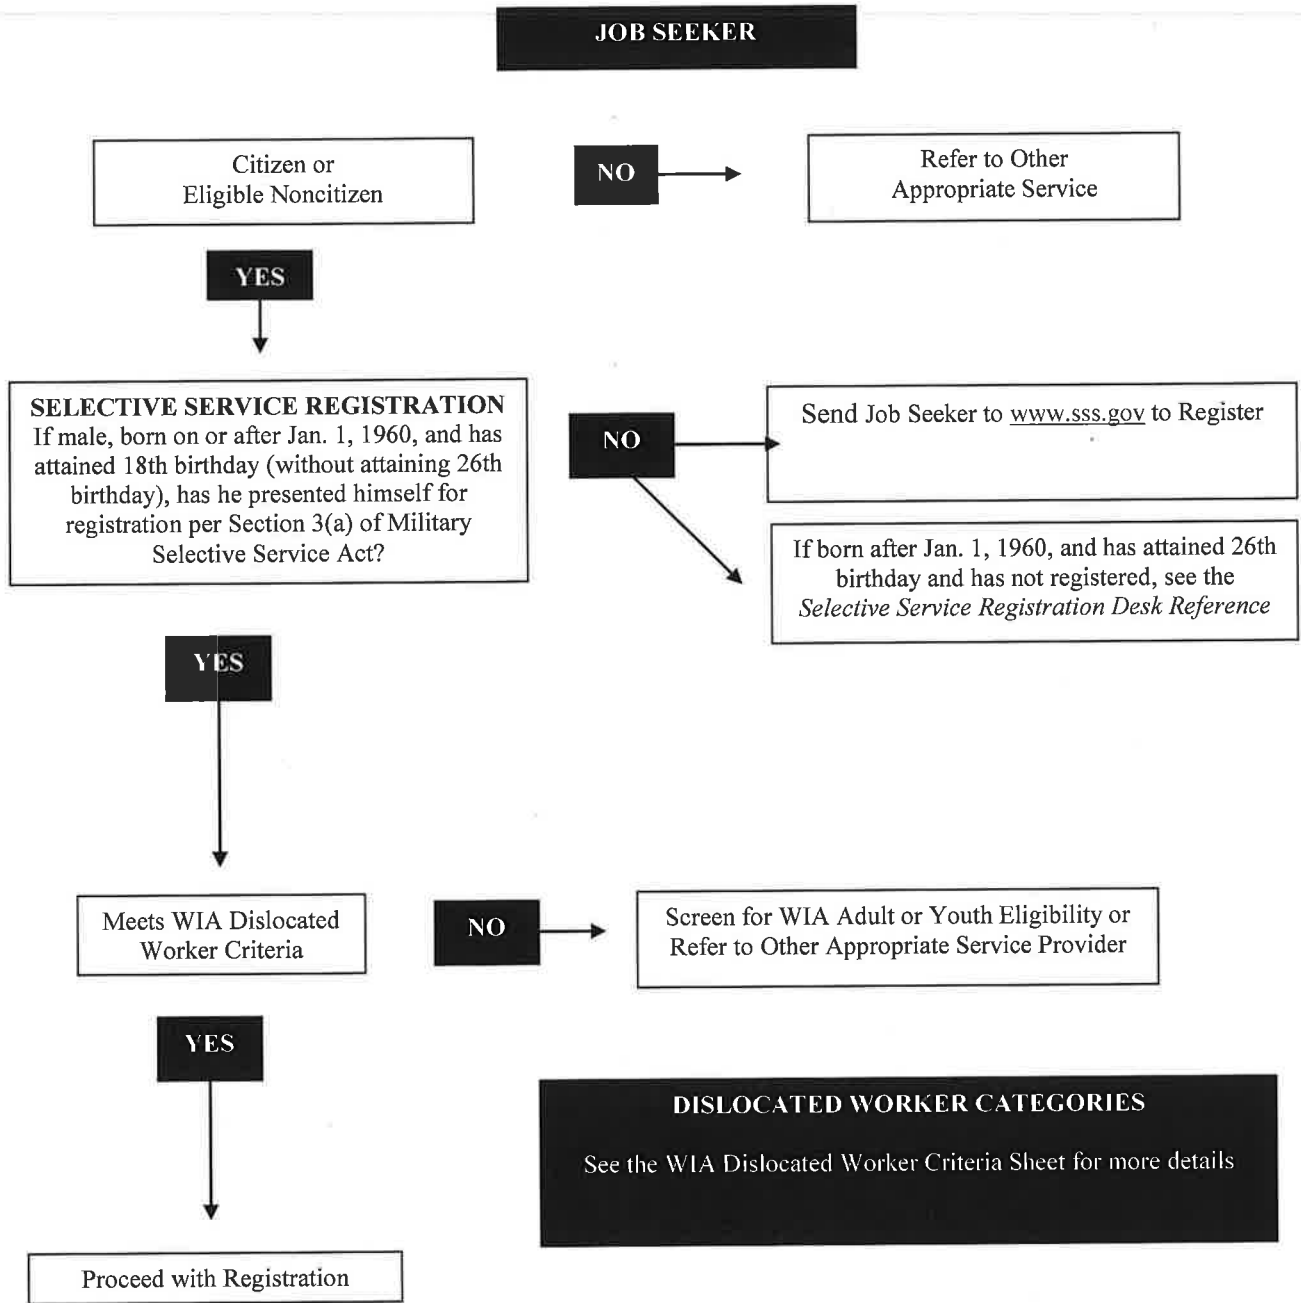 JOB SEEKER
Citizen or
Eligible Noncitizen
NO
Refer to Other
Appropriate Service
YES
SELECTIVE SERVICE REGISTRATION
If male, born on or after Jan. 1, 1960, and has
attained 18th birthday (without attaining 26th
birthday), has he presented himself for
registration per Section 3(a) of Military
Selective Service Act?
NO
Send Job Seeker to www.sss.gov to Register
If born after Jan. 1, 1960, and has attained 26th
birthday and has not registered, see the
Selective Service Registration Desk Reference
YES
Meets WIA Dislocated
Worker Criteria
NO
Screen for WIA Adult or Youth Eligibility or
Refer to Other Appropriate Service Provider
YES
DISLOCATED WORKER CATEGORIES
See the WIA Dislocated Worker Criteria Sheet for more details
Proceed with Registration